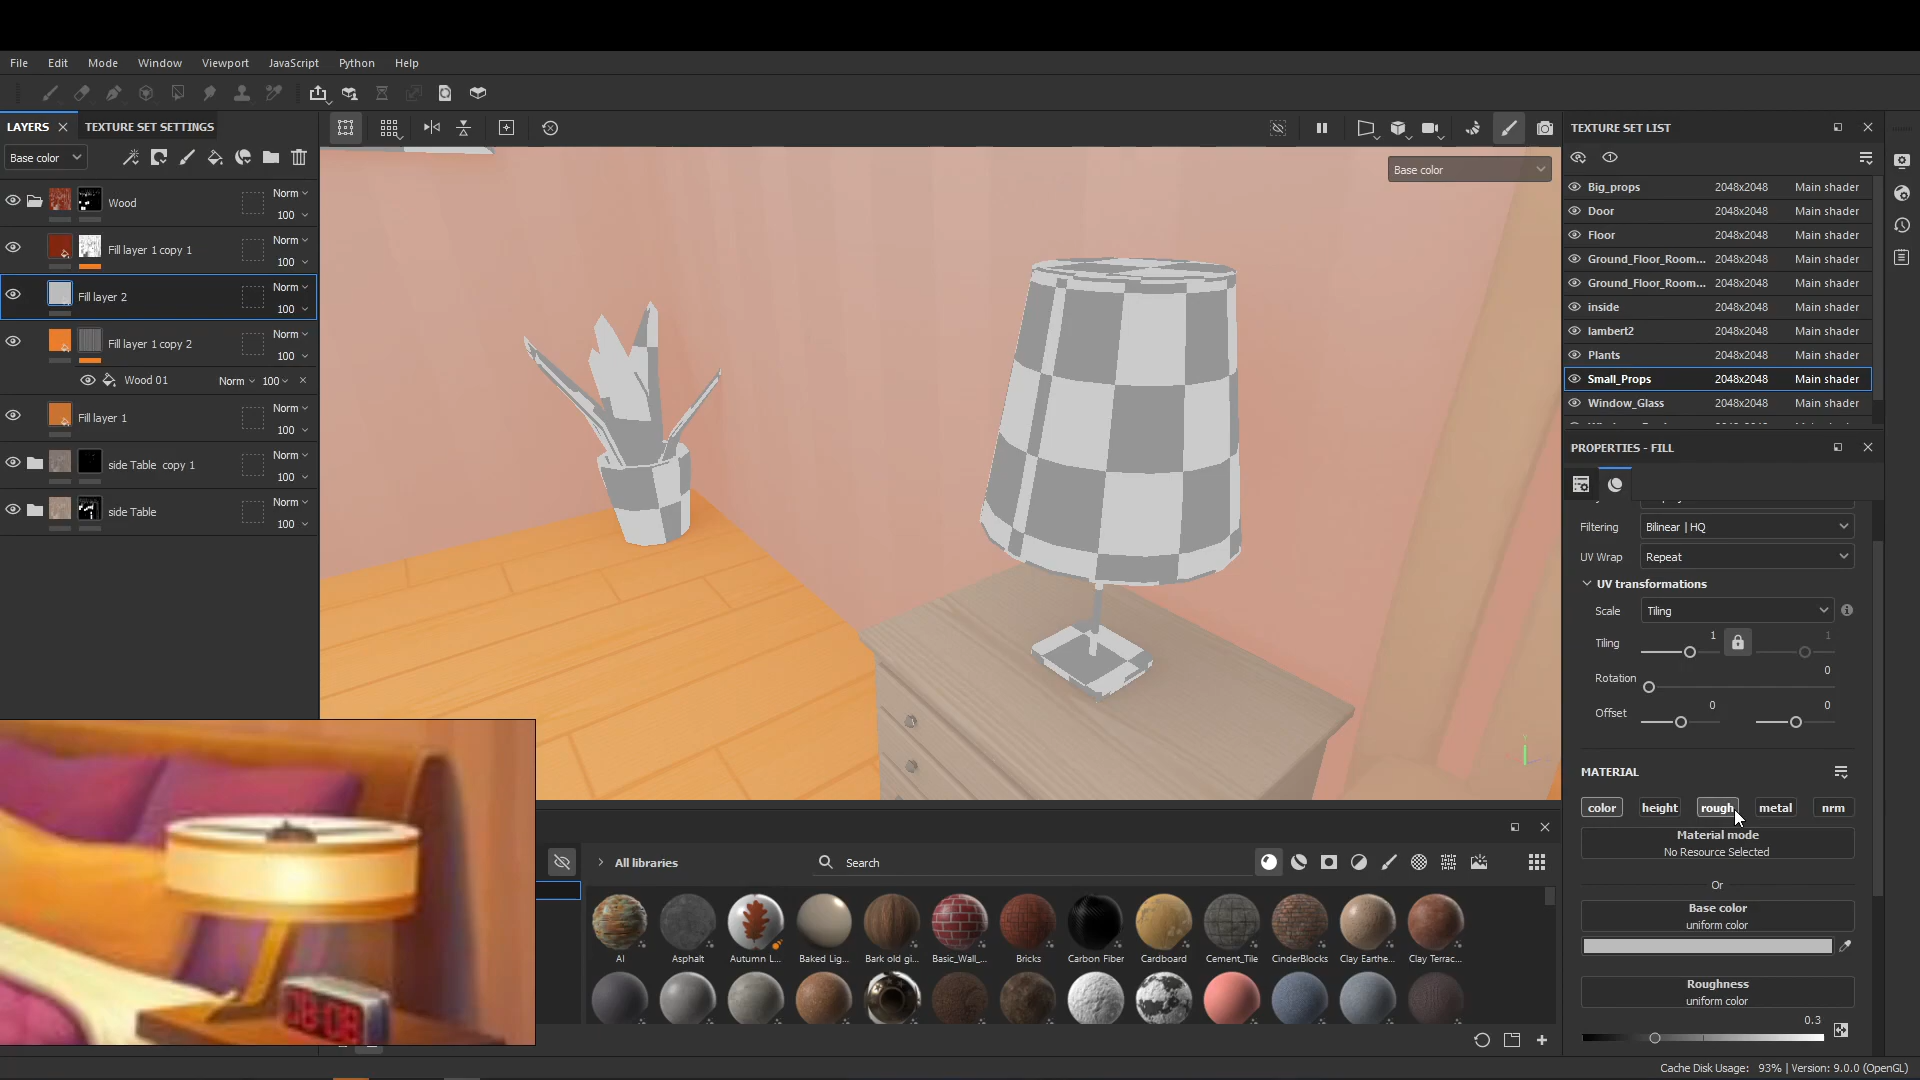 File Edit Mode Window Viewport JavaScript Python Help
LAYERS TEXTURE SET SETTINGS
Base color
Wood Norm 100
Fill layer 1 copy 1 Norm 100
Fill layer 2 Norm 100
Fill layer 1 copy 2 Norm 100
Wood 01 Norm 100
Fill layer 1 Norm 100
side Table copy 1 Norm 100
side Table Norm 100
Base color
TEXTURE SET LIST
Big_props 2048x2048 Main shader
Door 2048x2048 Main shader
Floor 2048x2048 Main shader
Ground_Floor_Room... 2048x2048 Main shader
Ground_Floor_Room... 2048x2048 Main shader
inside 2048x2048 Main shader
lambert2 2048x2048 Main shader
Plants 2048x2048 Main shader
Small_Props 2048x2048 Main shader
Window_Glass 2048x2048 Main shader
PROPERTIES - FILL
Filtering Bilinear | HQ
UV Wrap Repeat
UV transformations
Scale Tiling
Tiling 1 1
Rotation 0
Offset 0 0
MATERIAL
color height rough metal nrm
Material mode
No Resource Selected
Or
Base color
uniform color
Roughness
uniform color
0.3
All libraries Search
AI Asphalt Autumn L... Baked Lig... Bark old gi... Basic_Wall_... Bricks Carbon Fiber Cardboard Cement_Tile CinderBlocks Clay Earthe... Clay Terrac...
08:08
Cache Disk Usage: 93% | Version: 9.0.0 (OpenGL)